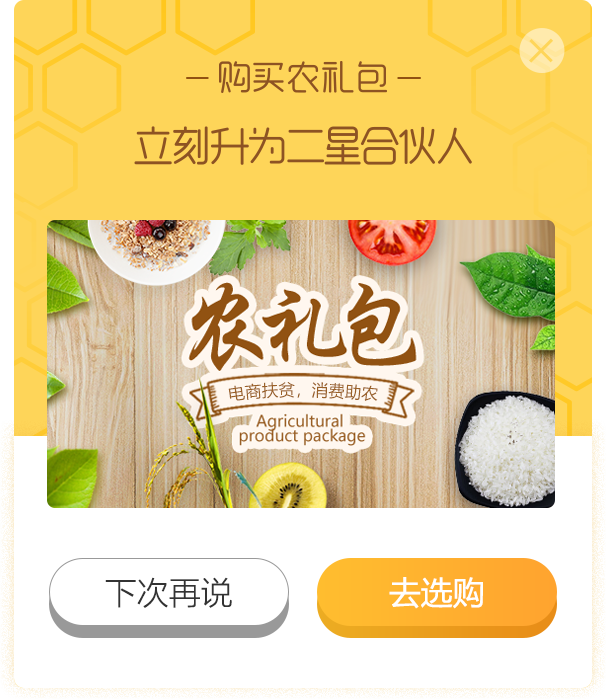 购买农礼包
立刻升为二星合伙人
农礼包
电商扶贫，消费助农
Agricultural
product package
下次再说
去选购